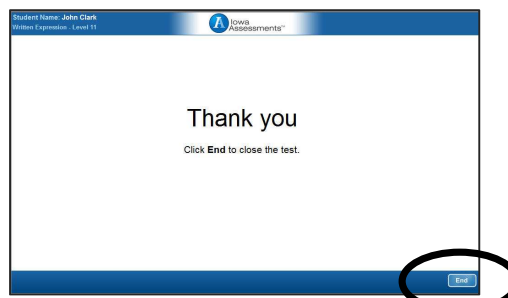 Student Name: John Clark
Written Expression - Level 11
Iowa
Assessments™
Thank you
Click End to close the test.
End